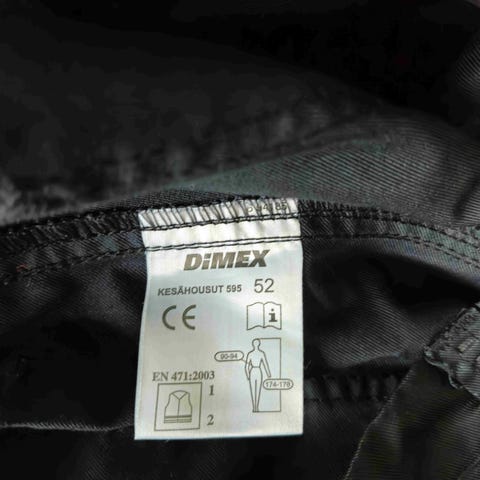 DiMEX
KESÄHOUSUT 595 52
CE
i
90-94
174-178
EN 471:2003
1
2